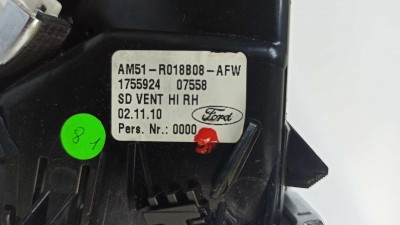 AM51-R018B08-AFW
1755924 07558
SD VENT HI RH
02.11.10 Ford
Pers. Nr.: 0000
81